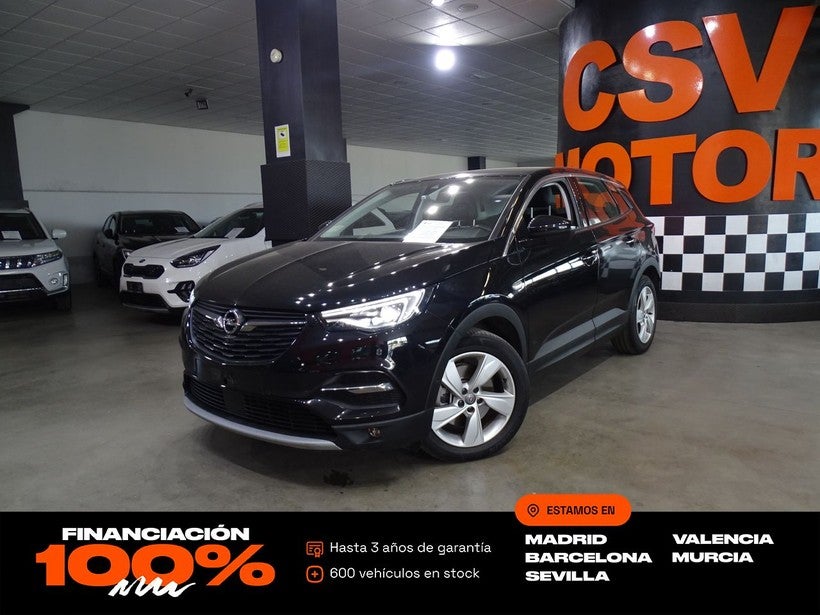 CSV
MOTOR
ESTAMOS EN
FINANCIACIÓN
100%
Hasta 3 años de garantía
600 vehículos en stock
MADRID
BARCELONA
SEVILLA
VALENCIA
MURCIA